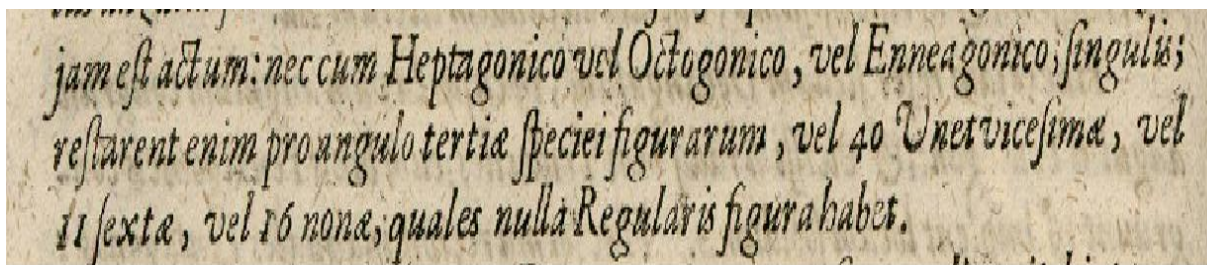 jam est actum: nec cum Heptagonico vel Octogonico, vel Enneagonico, singulis;
restarent enim pro angulo tertiæ speciei figurarum, vel 40 Unetvicesimæ, vel
11 sextæ, vel 16 nonæ, quales nulla Regularis figura habet.